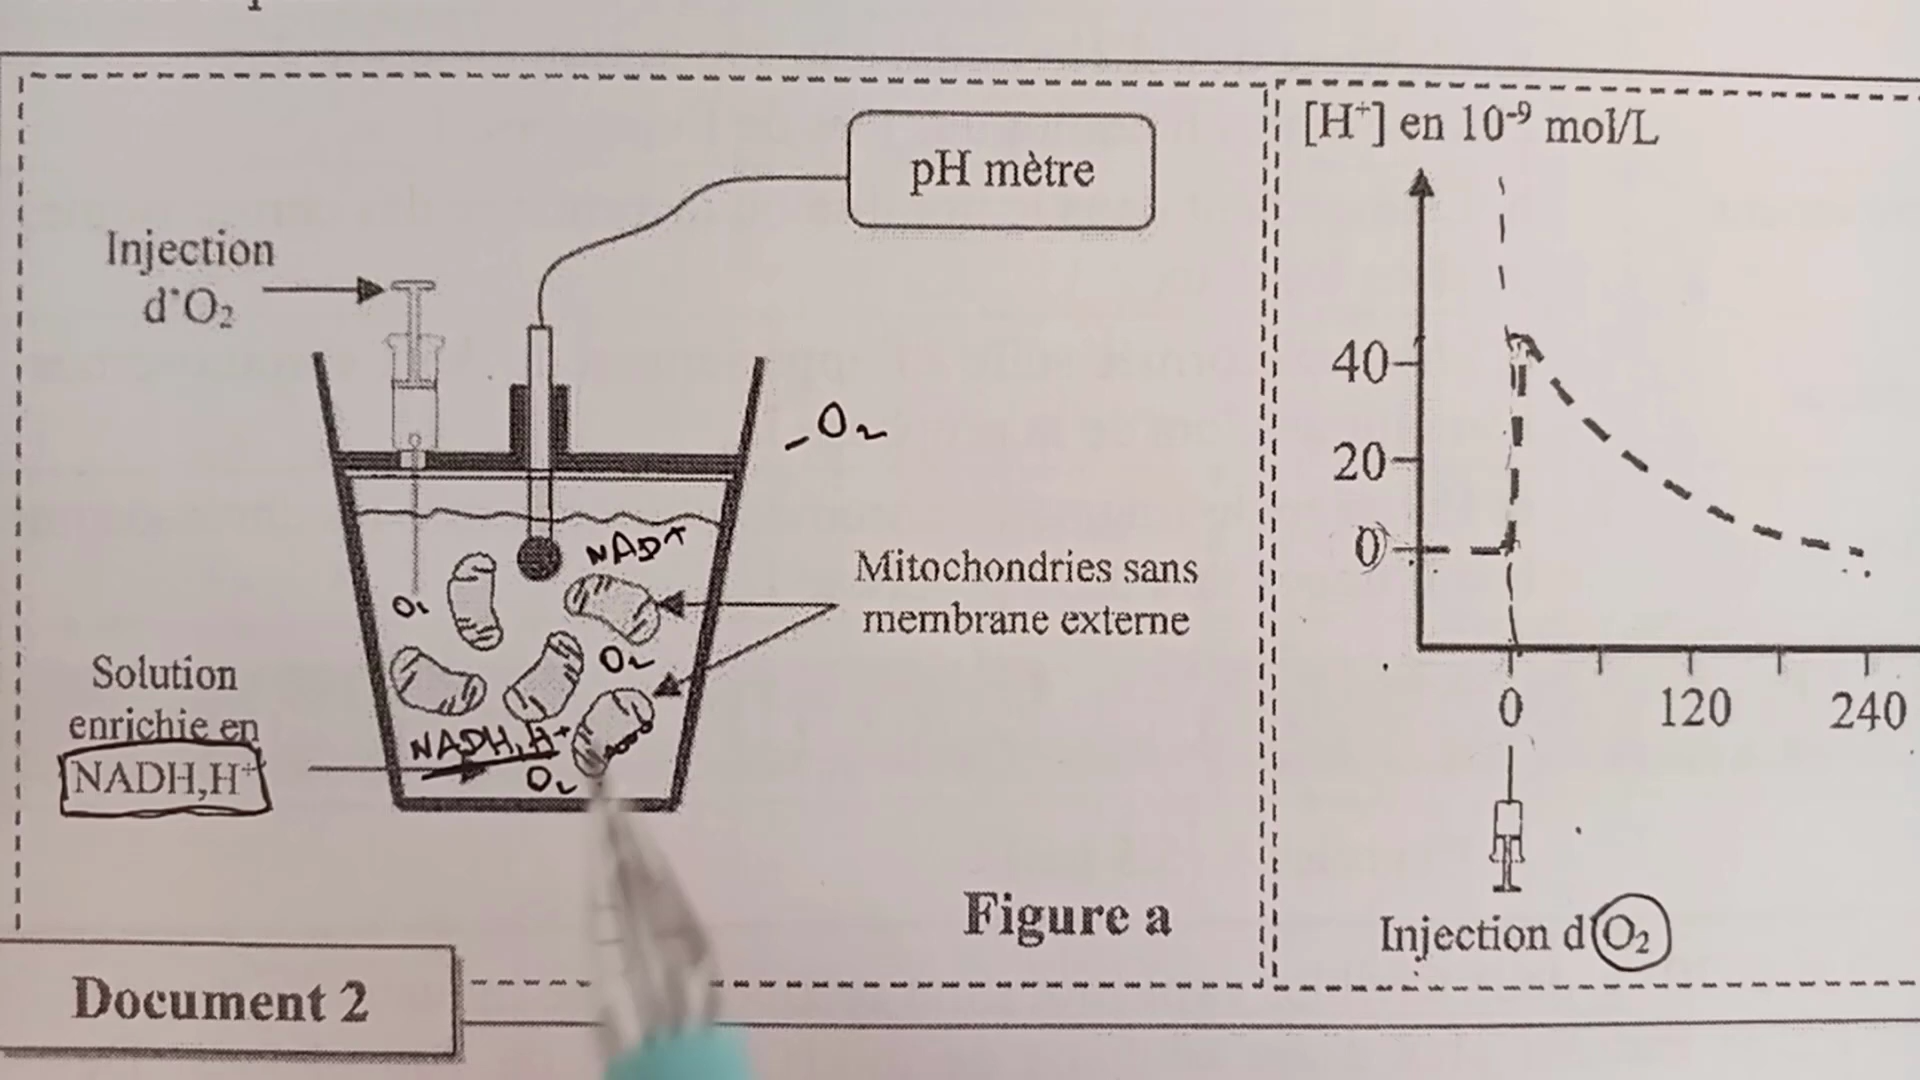 pH mètre
Injection
d'O₂
- O₂
NAD⁺
O₂
Mitochondries sans
membrane externe
O₂
Solution
enrichie en
NADH,H⁺
NADH,H⁺
O₂
Figure a
Document 2
[H⁺] en 10⁻⁹ mol/L
40
20
0
0 120 240
Injection d'O₂